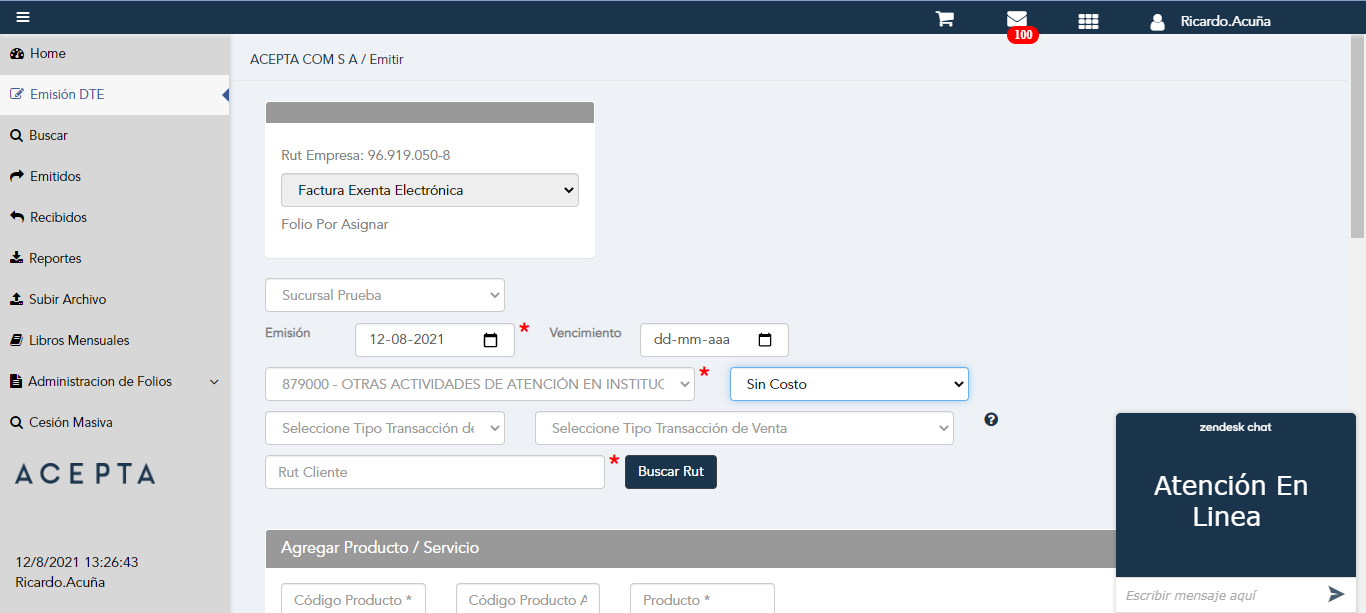 Ricardo.Acuña
100
Home
ACEPTA COM S A / Emitir
Emisión DTE
Buscar
Emitidos
Recibidos
Reportes
Subir Archivo
Libros Mensuales
Administracion de Folios
Cesión Masiva
ACEPTA
12/8/2021 13:26:43
Ricardo.Acuña
Rut Empresa: 96.919.050-8
Factura Exenta Electrónica
Folio Por Asignar
Sucursal Prueba
Emisión 12-08-2021 * Vencimiento dd-mm-aaa
879000 - OTRAS ACTIVIDADES DE ATENCIÓN EN INSTITUC * Sin Costo
Seleccione Tipo Transacción de Seleccione Tipo Transacción de Venta ?
Rut Cliente * Buscar Rut
Agregar Producto / Servicio
Código Producto * Código Producto A Producto *
zendesk chat
Atención En
Linea
Escribir mensaje aquí